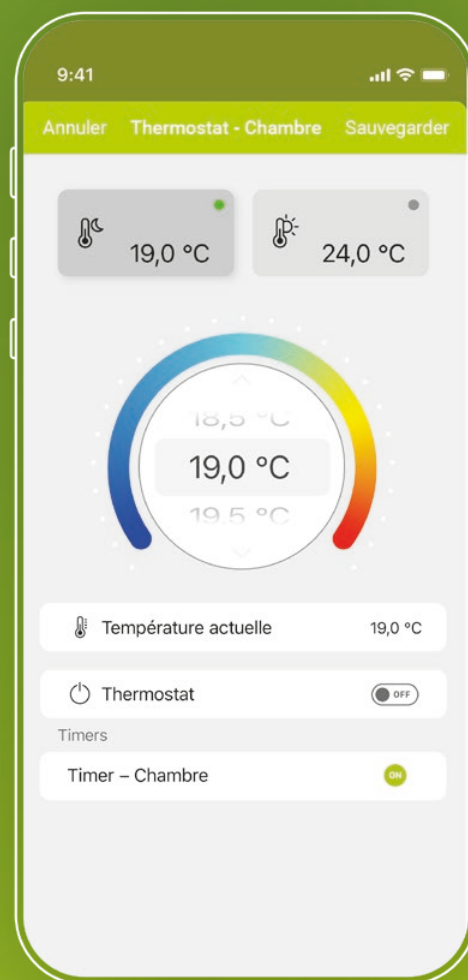 9:41
Annuler Thermostat - Chambre Sauvegarder
19,0 °C 24,0 °C
18,5 °C
19,0 °C
19,5 °C
Température actuelle 19,0 °C
Thermostat OFF
Timers
Timer – Chambre ON